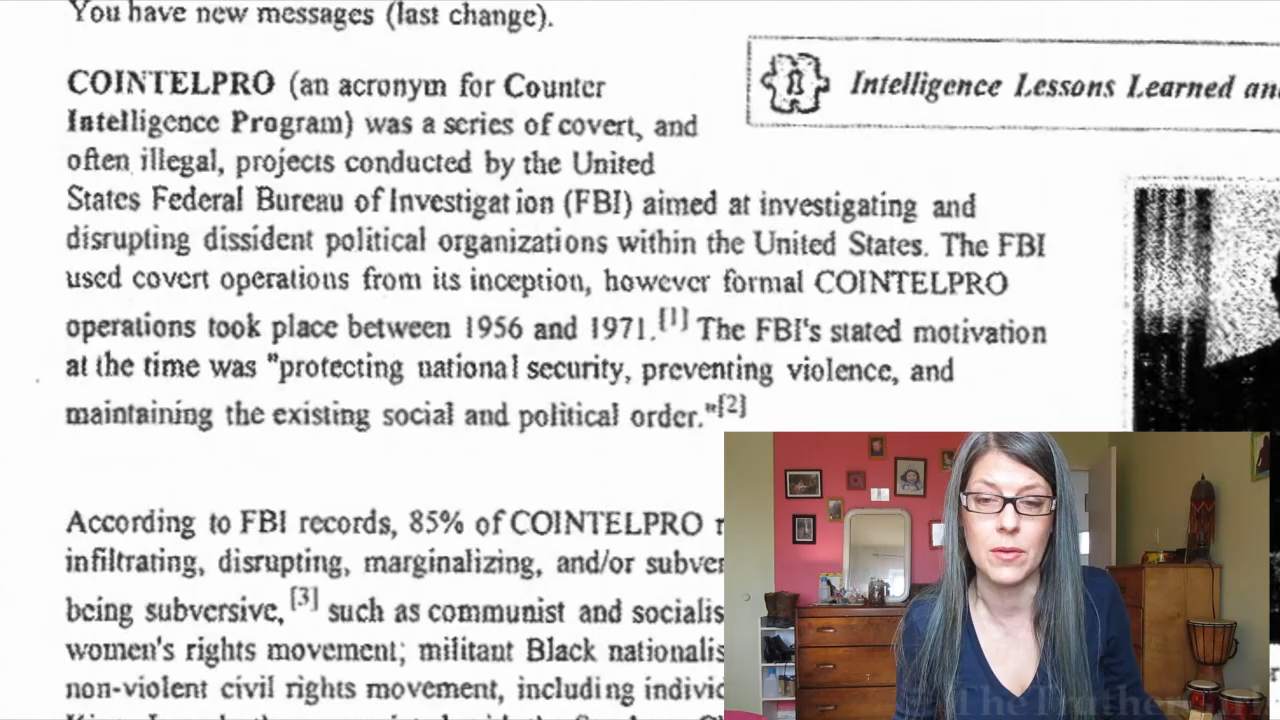 You have new messages (last change).
COINTELPRO (an acronym for Counter
Intelligence Program) was a series of covert, and
often illegal, projects conducted by the United
States Federal Bureau of Investigation (FBI) aimed at investigating and
disrupting dissident political organizations within the United States. The FBI
used covert operations from its inception, however formal COINTELPRO
operations took place between 1956 and 1971.[1] The FBI's stated motivation
at the time was "protecting national security, preventing violence, and
maintaining the existing social and political order."[2]
According to FBI records, 85% of COINTELPRO r
infiltrating, disrupting, marginalizing, and/or subver
being subversive,[3] such as communist and socialis
women's rights movement; militant Black nationalis
non-violent civil rights movement, including individ
Intelligence Lessons Learned an